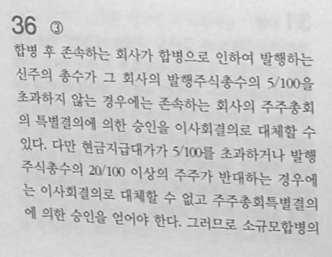 36 ③
합병 후 존속하는 회사가 합병으로 인하여 발행하는
신주의 총수가 그 회사의 발행주식총수의 5/100을
초과하지 않는 경우에는 존속하는 회사의 주주총회
의 특별결의에 의한 승인을 이사회결의로 대체할 수
있다. 다만 현금지급대가가 5/100를 초과하거나 발행
주식총수의 20/100 이상의 주주가 반대하는 경우에
는 이사회결의로 대체할 수 없고 주주총회특별결의
에 의한 승인을 얻어야 한다. 그러므로 소규모합병의